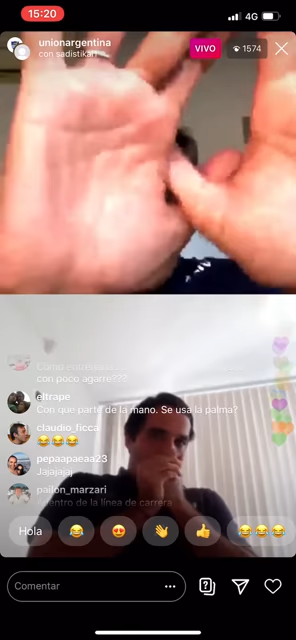 15:20
4G
unionargentina
con sadistikarl
VIVO
1574
con poco agarre???
eltrape
Con que parte de la mano. Se usa la palma?
claudio_ficca
😂😂😂
pepaapaeaa23
Jajajajaj
pailon_marzari
dentro de la línea de carrera
Hola
😂 😍 👋 👍 😂😂😂
Comentar